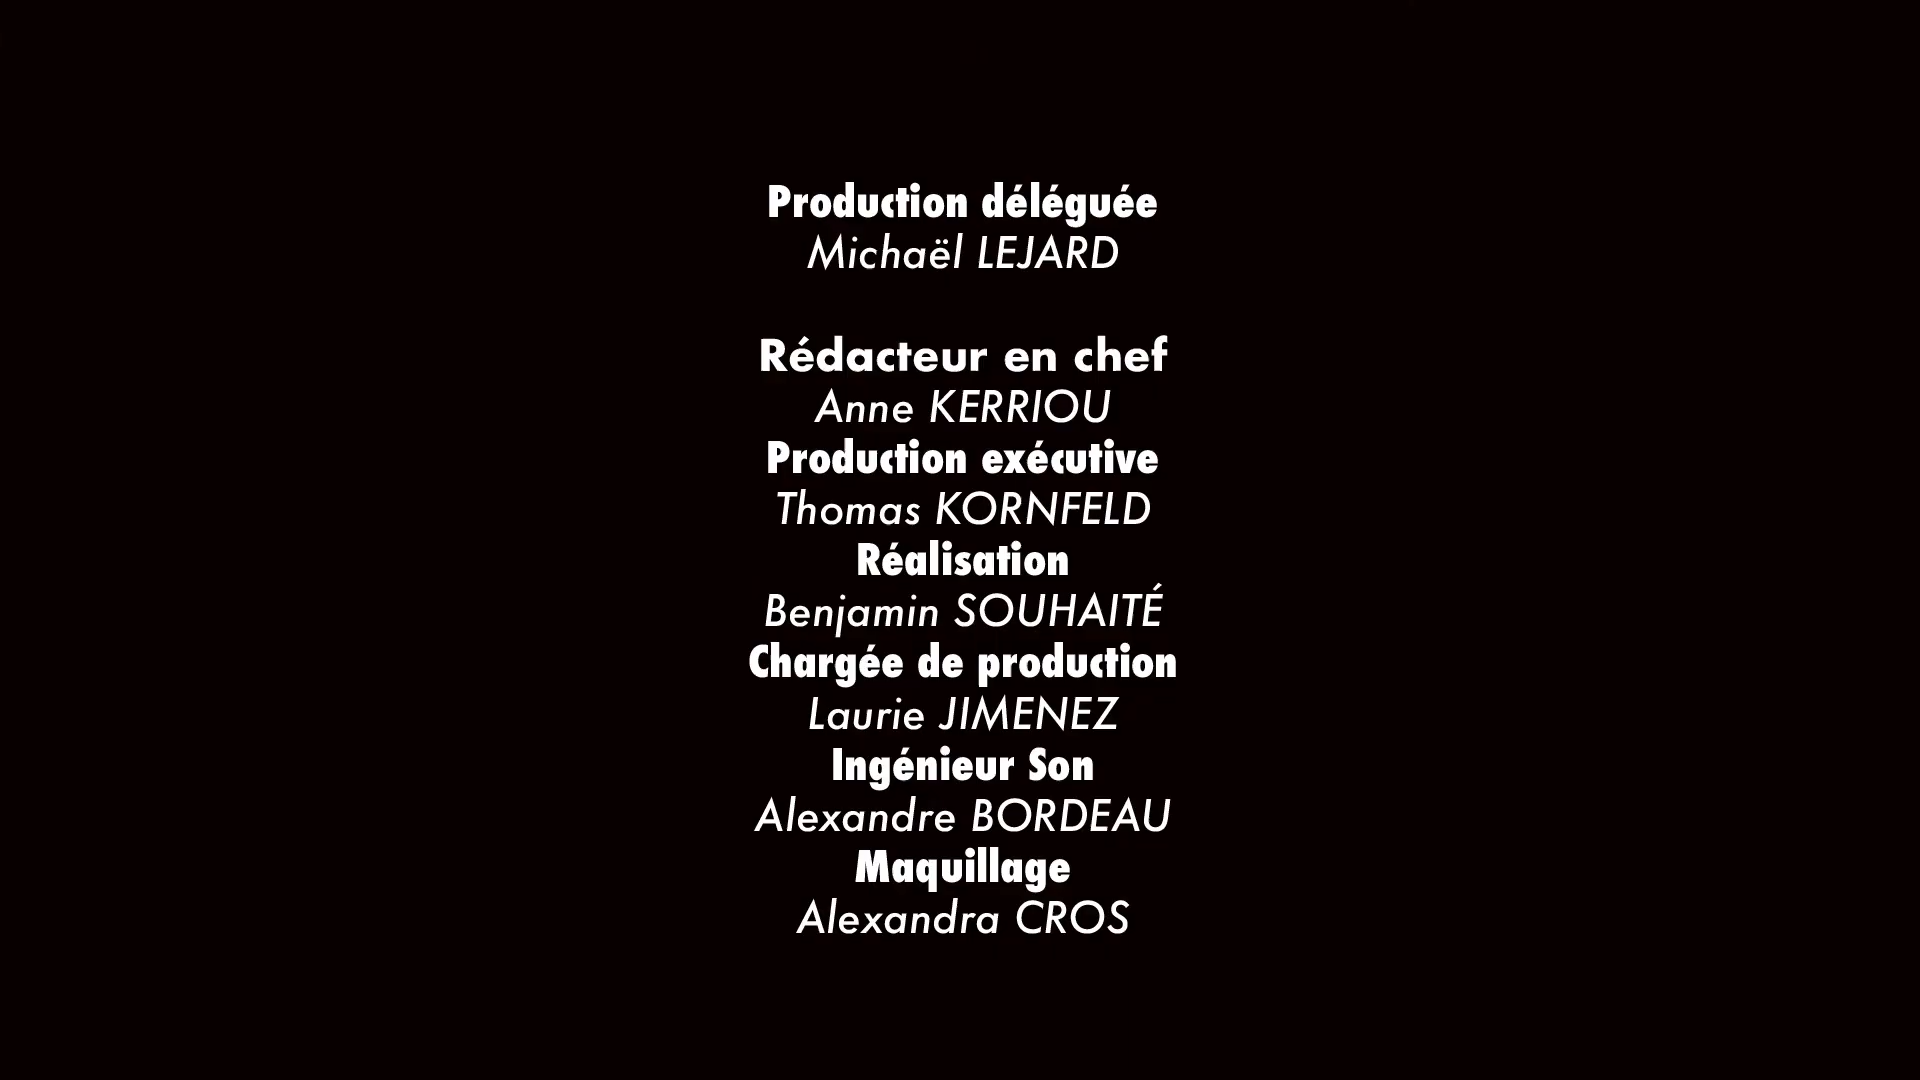 Production déléguée
Michaël LEJARD
Rédacteur en chef
Anne KERRIOU
Production exécutive
Thomas KORNFELD
Réalisation
Benjamin SOUHAITÉ
Chargée de production
Laurie JIMENEZ
Ingénieur Son
Alexandre BORDEAU
Maquillage
Alexandra CROS